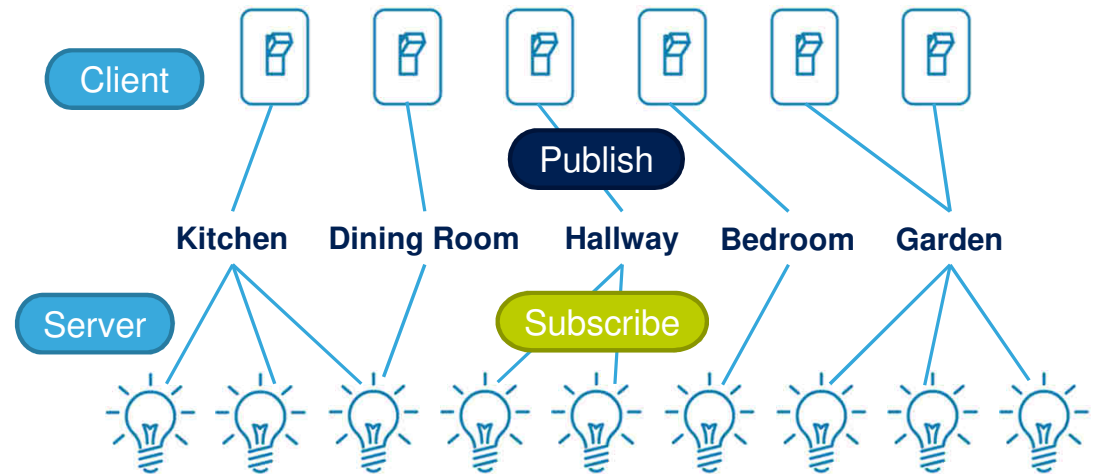 Client
Publish
Kitchen Dining Room Hallway Bedroom Garden
Server
Subscribe